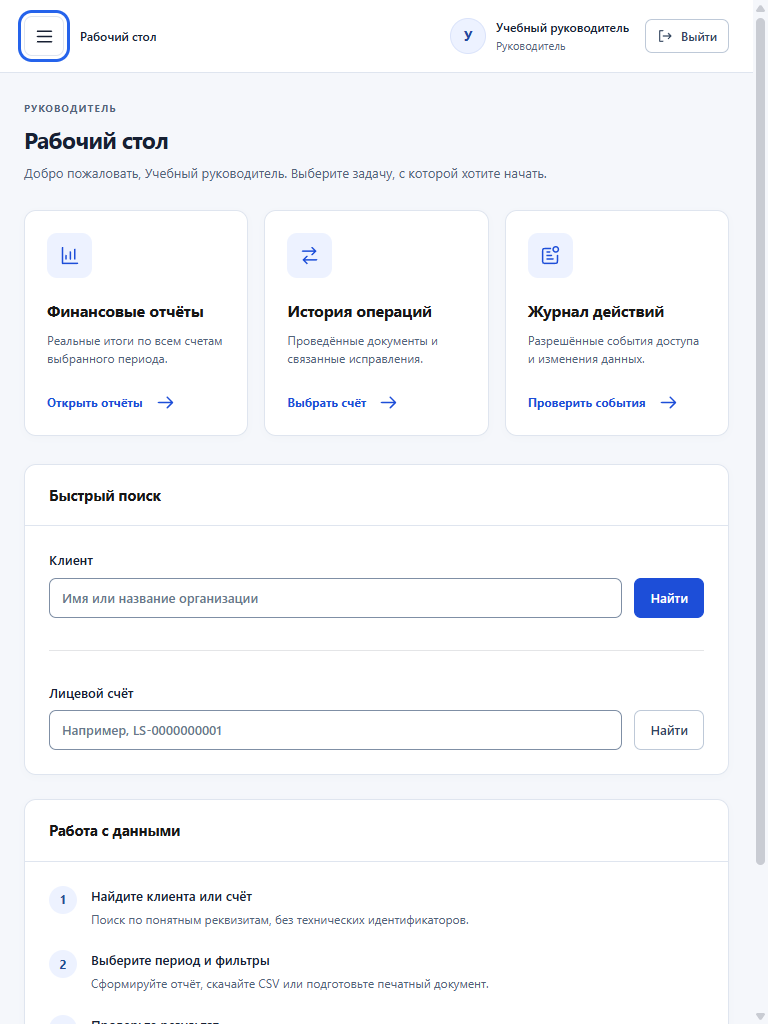 Рабочий стол
У
Учебный руководитель
Руководитель
Выйти
РУКОВОДИТЕЛЬ
Рабочий стол
Добро пожаловать, Учебный руководитель. Выберите задачу, с которой хотите начать.
Финансовые отчёты
Реальные итоги по всем счетам
выбранного периода.
Открыть отчёты
История операций
Проведённые документы и
связанные исправления.
Выбрать счёт
Журнал действий
Разрешённые события доступа
и изменения данных.
Проверить события
Быстрый поиск
Клиент
Имя или название организации
Найти
Лицевой счёт
Например, LS-0000000001
Найти
Работа с данными
1
Найдите клиента или счёт
Поиск по понятным реквизитам, без технических идентификаторов.
2
Выберите период и фильтры
Сформируйте отчёт, скачайте CSV или подготовьте печатный документ.